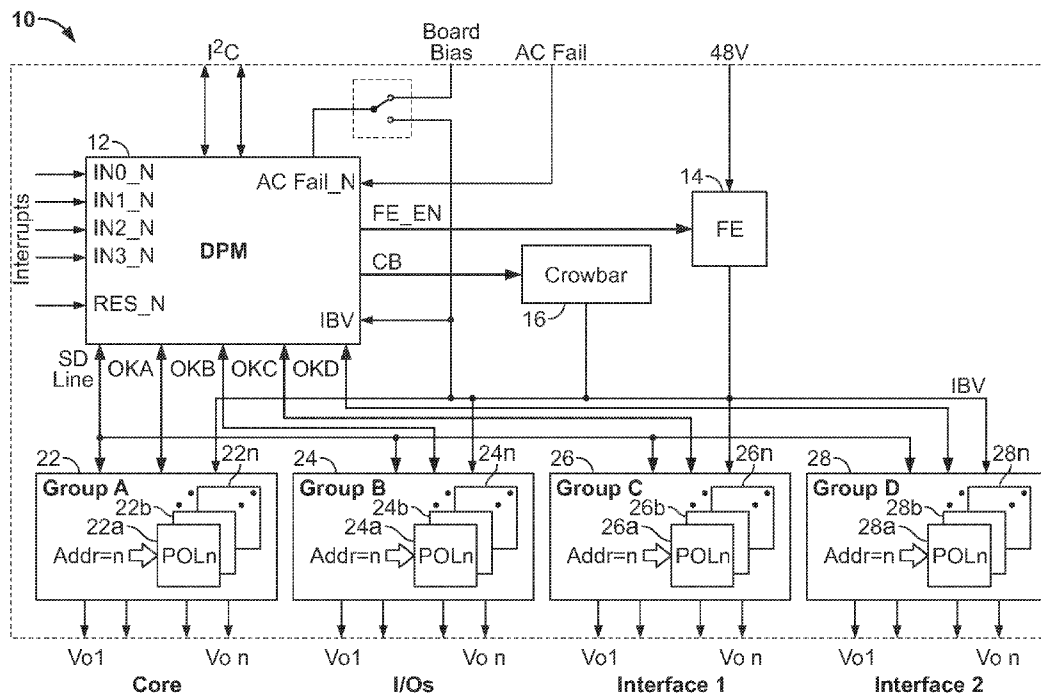 10
I²C
Board
Bias
AC Fail
48V
12
IN0_N
IN1_N
IN2_N
IN3_N
RES_N
Interrupts
DPM
AC Fail_N
FE_EN
CB
IBV
14
FE
Crowbar
16
SD
Line
OKA
OKB
OKC
OKD
IBV
22
Group A
22n
22b
22a
Addr=n
POLn
24
Group B
24n
24b
24a
Addr=n
POLn
26
Group C
26n
26b
26a
Addr=n
POLn
28
Group D
28n
28b
28a
Addr=n
POLn
Vo1 Vo n
Core
Vo1 Vo n
I/Os
Vo1 Vo n
Interface 1
Vo1 Vo n
Interface 2